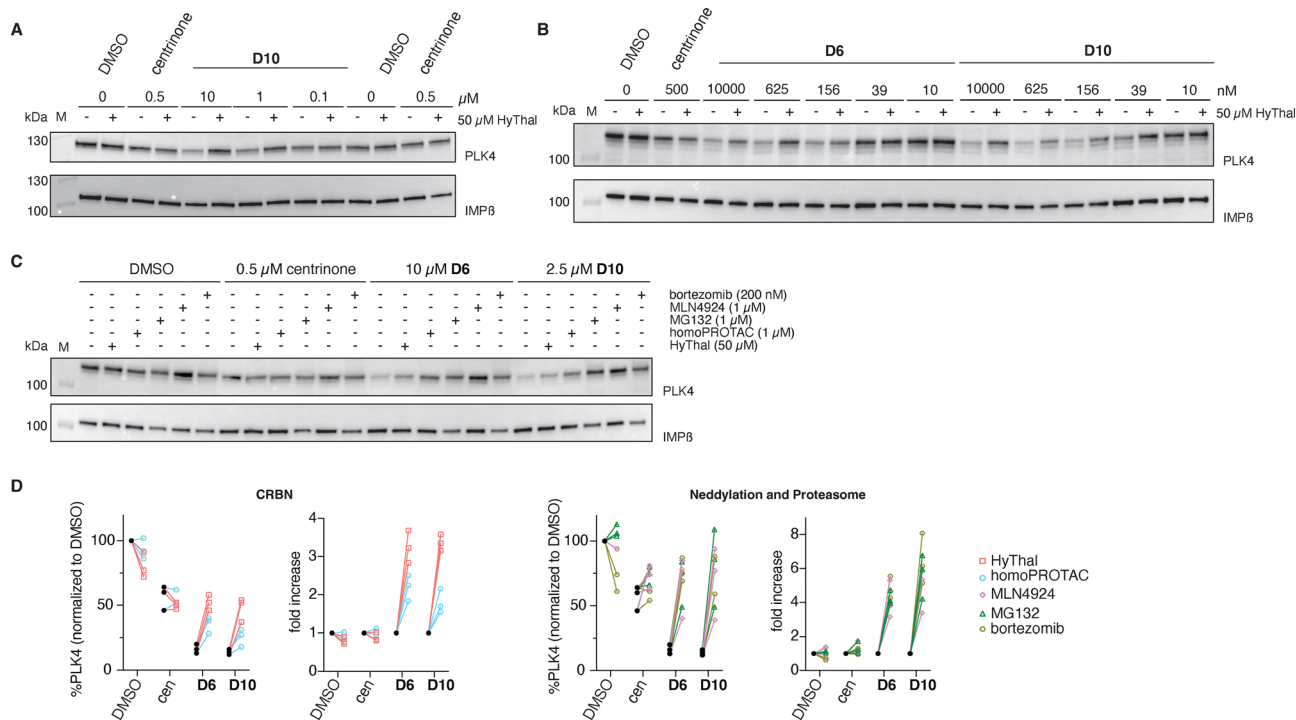 A
DMSO centrinone D10 DMSO centrinone
0 0.5 10 1 0.1 0 0.5 µM
kDa M - + - + - + - + - + - + - + 50 µM HyThal
130
PLK4
130
100
IMPß
B
DMSO centrinone D6 D10
0 500 10000 625 156 39 10 10000 625 156 39 10 nM
kDa M - + - + - + - + - + - + - + - + - + - + - + - + 50 µM HyThal
100
PLK4
100
IMPß
C
DMSO 0.5 µM centrinone 10 µM D6 2.5 µM D10
- - - - - + - - - - - + - - - - - + - - - - - + bortezomib (200 nM)
- - - - + - - - - - + - - - - - + - - - - - + - MLN4924 (1 µM)
- - - + - - - - - + - - - - - + - - - - - + - - MG132 (1 µM)
- - + - - - - - + - - - - - + - - - - - + - - - homoPROTAC (1 µM)
kDa M - + - - - - - + - - - - - + - - - - - + - - - - HyThal (50 µM)
100
PLK4
100
IMPß
D
CRBN
%PLK4 (normalized to DMSO)
100
50
0
DMSO cen D6 D10
fold increase
4
3
2
1
0
DMSO cen D6 D10
Neddylation and Proteasome
%PLK4 (normalized to DMSO)
100
50
0
DMSO cen D6 D10
fold increase
8
6
4
2
0
DMSO cen D6 D10
HyThal
homoPROTAC
MLN4924
MG132
bortezomib